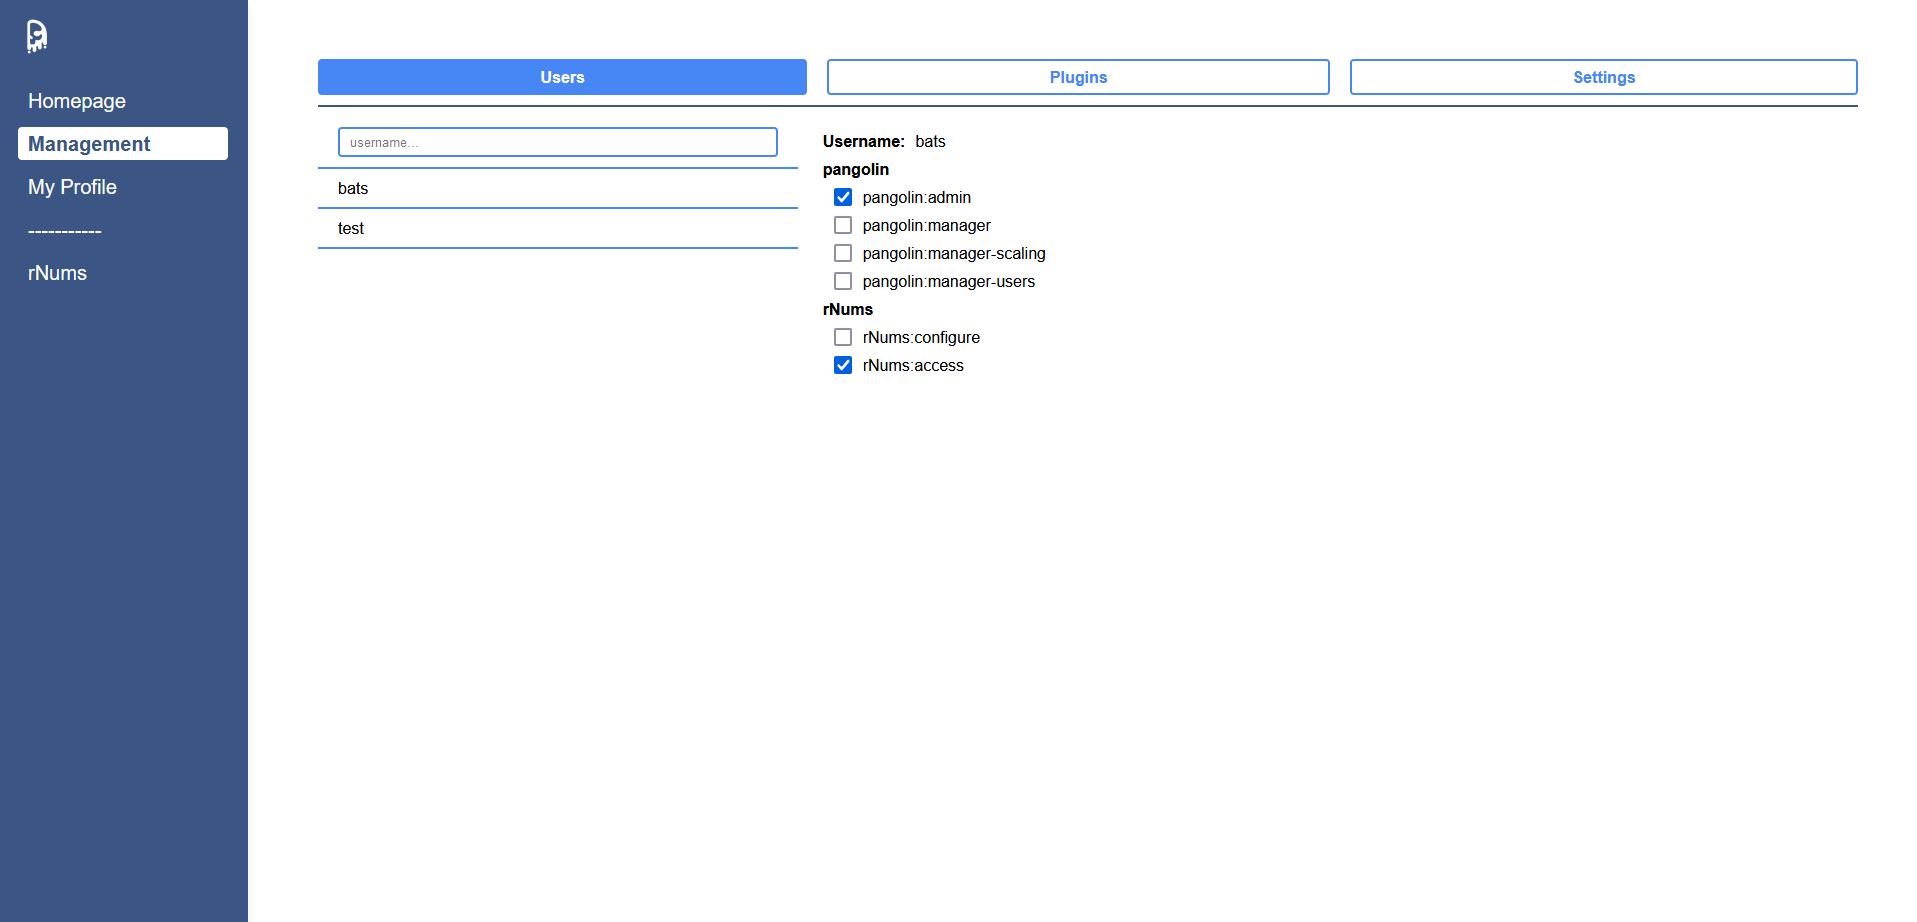 Homepage
Management
My Profile
-----------
rNums
Users
Plugins
Settings
username...
bats
test
Username: bats
pangolin
pangolin:admin
pangolin:manager
pangolin:manager-scaling
pangolin:manager-users
rNums
rNums:configure
rNums:access